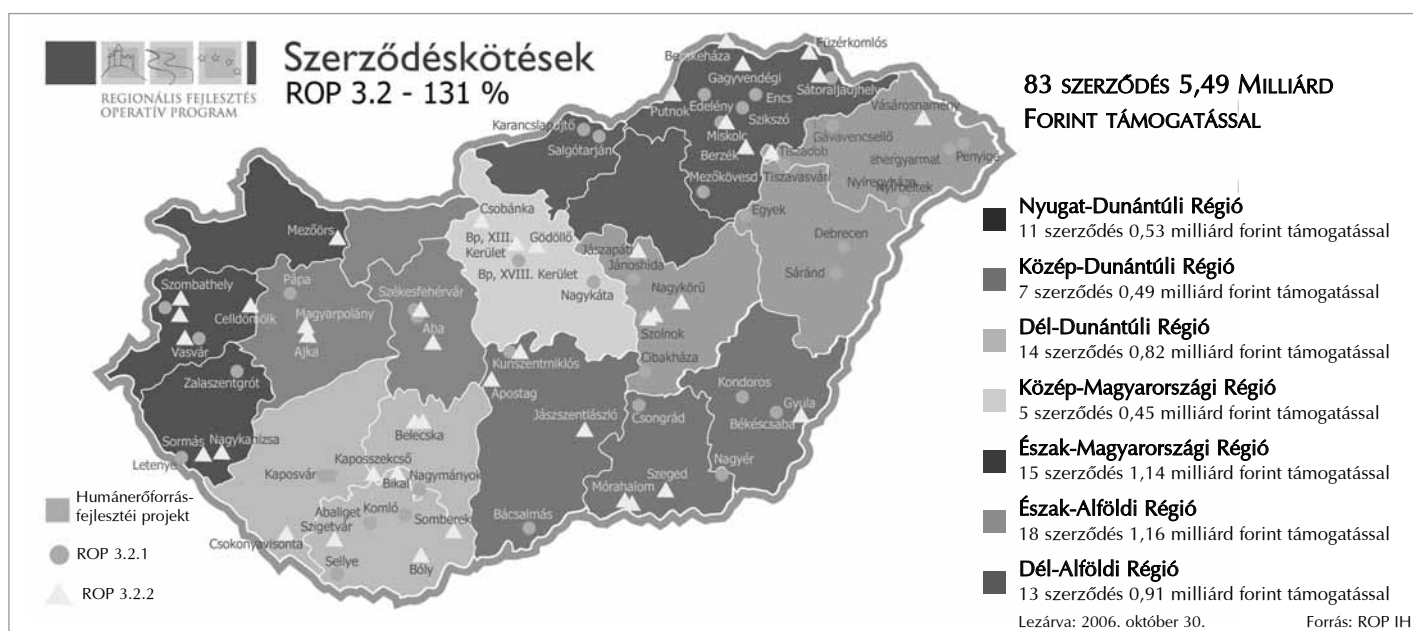 Szerződéskötések
ROP 3.2 - 131 %
REGIONÁLIS FEJLESZTÉS
OPERATÍV PROGRAM
83 SZERZŐDÉS 5,49 MILLIÁRD
FORINT TÁMOGATÁSSAL
Nyugat-Dunántúli Régió
11 szerződés 0,53 milliárd forint támogatással
Közép-Dunántúli Régió
7 szerződés 0,49 milliárd forint támogatással
Dél-Dunántúli Régió
14 szerződés 0,82 milliárd forint támogatással
Közép-Magyarországi Régió
5 szerződés 0,45 milliárd forint támogatással
Észak-Magyarországi Régió
15 szerződés 1,14 milliárd forint támogatással
Észak-Alföldi Régió
18 szerződés 1,16 milliárd forint támogatással
Dél-Alföldi Régió
13 szerződés 0,91 milliárd forint támogatással
Lezárva: 2006. október 30.
Forrás: ROP IH
Füzérkomlós
Gagyvendégi
Sátoraljaújhely
Edelény
Encs
Putnok
Szikszó
Miskolc
Berzék
Mezőkövesd
Vásárosnamény
Gávavencsellő
Tiszadob
Penyige
Tiszavasvári
Karancslapujtő
Salgótarján
Egyek
Debrecen
Sáránd
Csobánka
Bp, XIII.
Kerület
Gödöllő
Bp, XVIII. Kerület
Nagykáta
Jászapáti
Jánoshida
Nagykörű
Szolnok
Cibakháza
Mezőörs
Pápa
Szombathely
Celldömölk
Magyarpolány
Ajka
Vasvár
Székesfehérvár
Aba
Zalaszentgrót
Kunszentmiklós
Apostag
Jászszentlászló
Kondoros
Csongrád
Gyula
Békéscsaba
Nagyér
Szeged
Mórahalom
Bácsalmás
Sormás
Nagykanizsa
Letenye
Belecska
Kaposszekcső
Kaposvár
Nagymányok
Bikal
Abaliget
Komló
Szigetvár
Somberek
Csokonyavisonta
Sellye
Bóly
Humánerőforrás-
fejlesztéi projekt
ROP 3.2.1
ROP 3.2.2